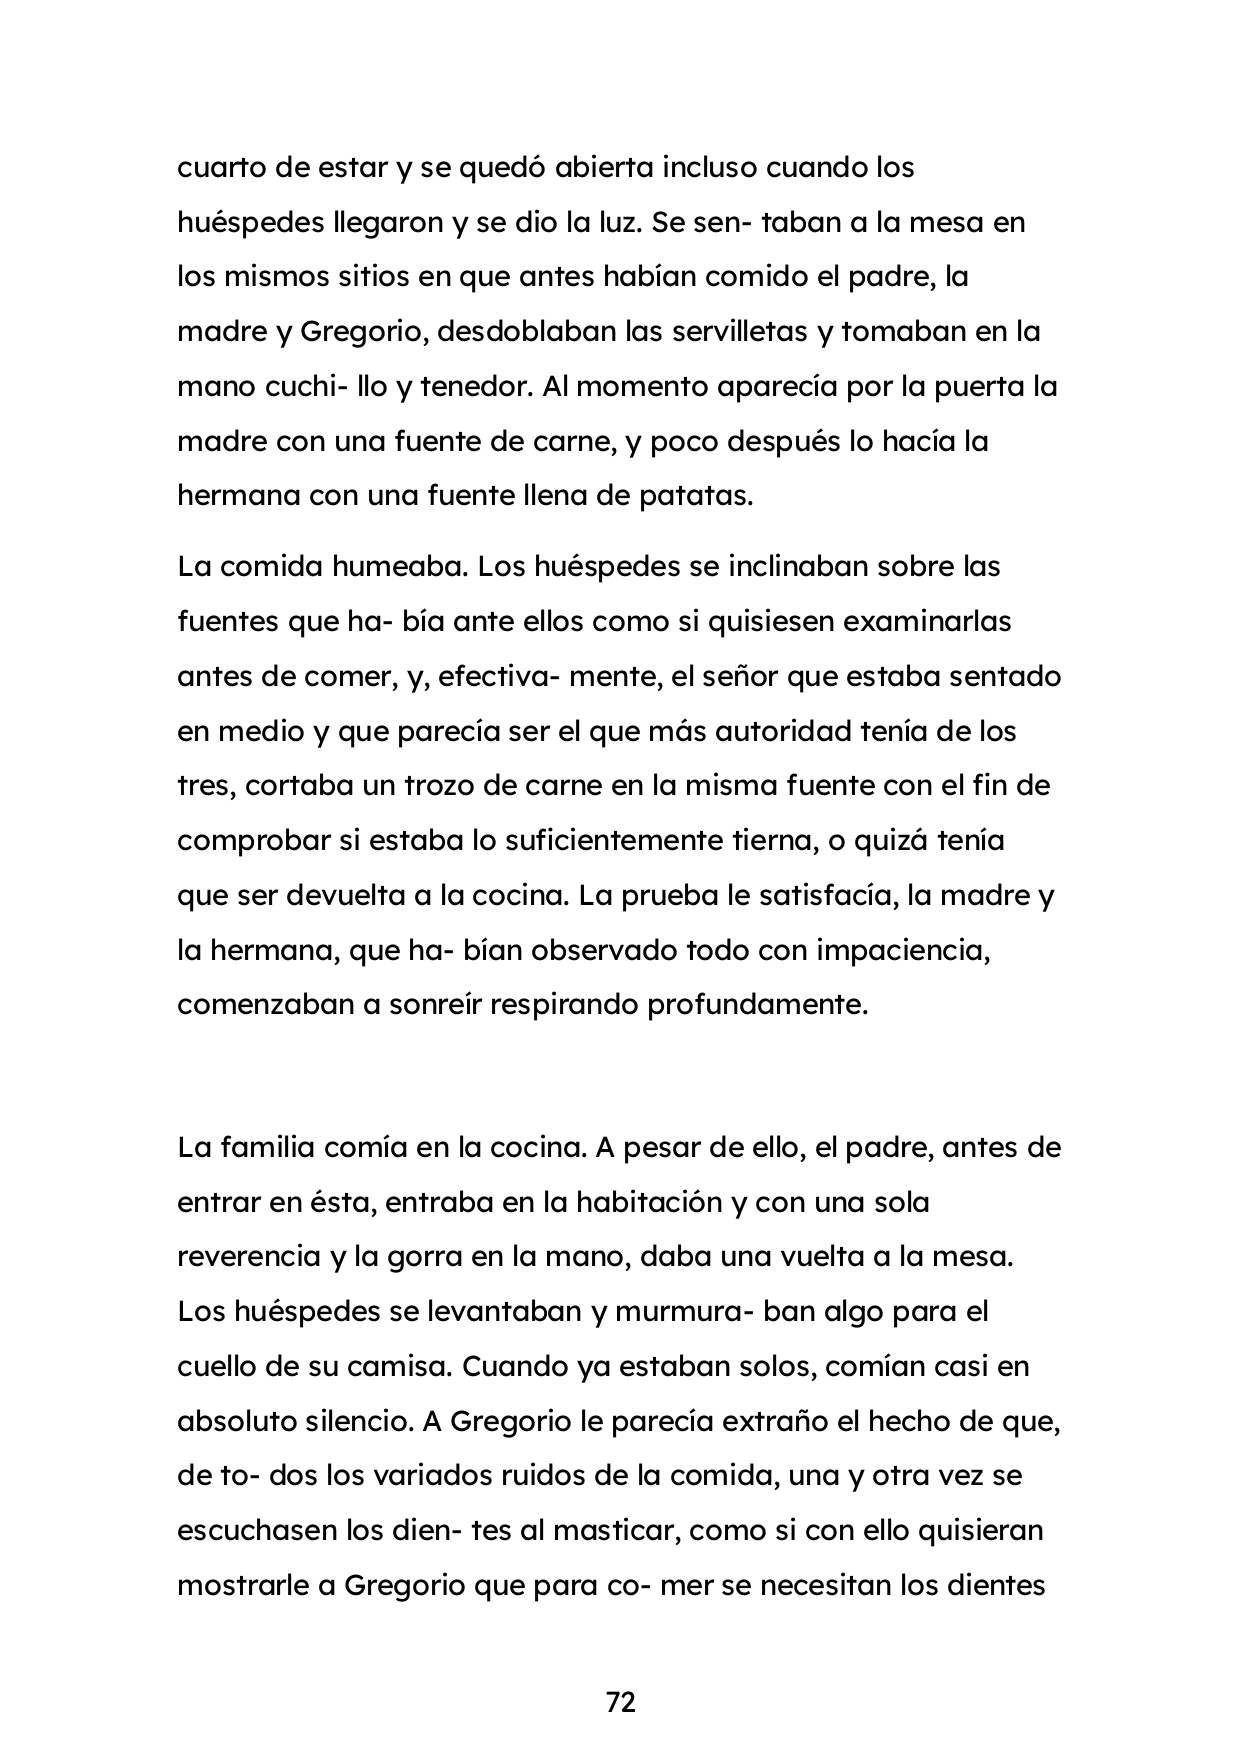 cuarto de estar y se quedó abierta incluso cuando los
huéspedes llegaron y se dio la luz. Se sen- taban a la mesa en
los mismos sitios en que antes habían comido el padre, la
madre y Gregorio, desdoblaban las servilletas y tomaban en la
mano cuchi- llo y tenedor. Al momento aparecía por la puerta la
madre con una fuente de carne, y poco después lo hacía la
hermana con una fuente llena de patatas.
La comida humeaba. Los huéspedes se inclinaban sobre las
fuentes que ha- bía ante ellos como si quisiesen examinarlas
antes de comer, y, efectiva- mente, el señor que estaba sentado
en medio y que parecía ser el que más autoridad tenía de los
tres, cortaba un trozo de carne en la misma fuente con el fin de
comprobar si estaba lo suficientemente tierna, o quizá tenía
que ser devuelta a la cocina. La prueba le satisfacía, la madre y
la hermana, que ha- bían observado todo con impaciencia,
comenzaban a sonreír respirando profundamente.
La familia comía en la cocina. A pesar de ello, el padre, antes de
entrar en ésta, entraba en la habitación y con una sola
reverencia y la gorra en la mano, daba una vuelta a la mesa.
Los huéspedes se levantaban y murmura- ban algo para el
cuello de su camisa. Cuando ya estaban solos, comían casi en
absoluto silencio. A Gregorio le parecía extraño el hecho de que,
de to- dos los variados ruidos de la comida, una y otra vez se
escuchasen los dien- tes al masticar, como si con ello quisieran
mostrarle a Gregorio que para co- mer se necesitan los dientes
72